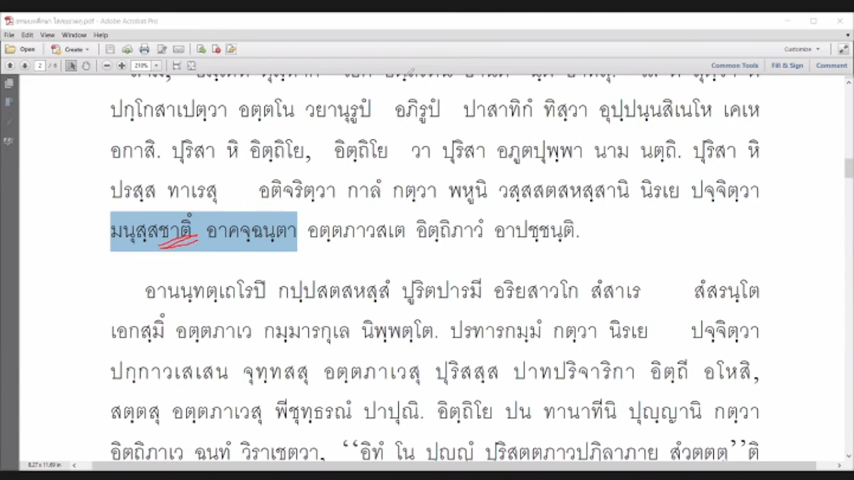 File Edit View Window Help
Open Create Customize
2 / 6 219% Common Tools Fill & Sign Comment
ปกฺโกสาเปตฺวา อตฺตโน วยานุรูปํ อภิรูปํ ปาสาทิกํ ทิสฺวา อุปฺปนฺนสิเนโห เคเห
อกาสิ. ปุริสา หิ อิตฺถิโย, อิตฺถิโย วา ปุริสา อภูตปุพฺพา นาม นตฺถิ. ปุริสา หิ
ปรสฺส ทาเรสุ อติจริตฺวา กาลํ กตฺวา พหูนิ วสฺสสตสหสฺสานิ นิรเย ปจฺจิตฺวา
มนุสฺสชาตึ อาคจฺฉนฺตา อตฺตภาวสเต อิตฺถิภาวํ อาปชฺชนฺติ.
อานนฺทตฺเถโรปิ กปฺปสตสหสฺสํ ปูริตปารมี อริยสาวโก สํสาเร สํสรนฺโต
เอกสฺมึ อตฺตภาเว กมฺมารกุเล นิพฺพตฺโต. ปรทารกมฺมํ กตฺวา นิรเย ปจฺจิตฺวา
ปกฺกาวเสเสน จุทฺทสสุ อตฺตภาเวสุ ปุริสสฺส ปาทปริจาริกา อิตฺถี อโหสิ,
สตฺตสุ อตฺตภาเวสุ พีชุทฺธรณํ ปาปุณิ. อิตฺถิโย ปน ทานาทีนิ ปุญฺญานิ กตฺวา
อิตฺถิภาเว ฉนฺทํ วิราเชตฺวา, ‘‘อิทํ โน ปุญฺญํ ปุริสตฺตภาวปฏิลาภาย สํวตฺตตู’’ติ
8.27 x 11.69 in